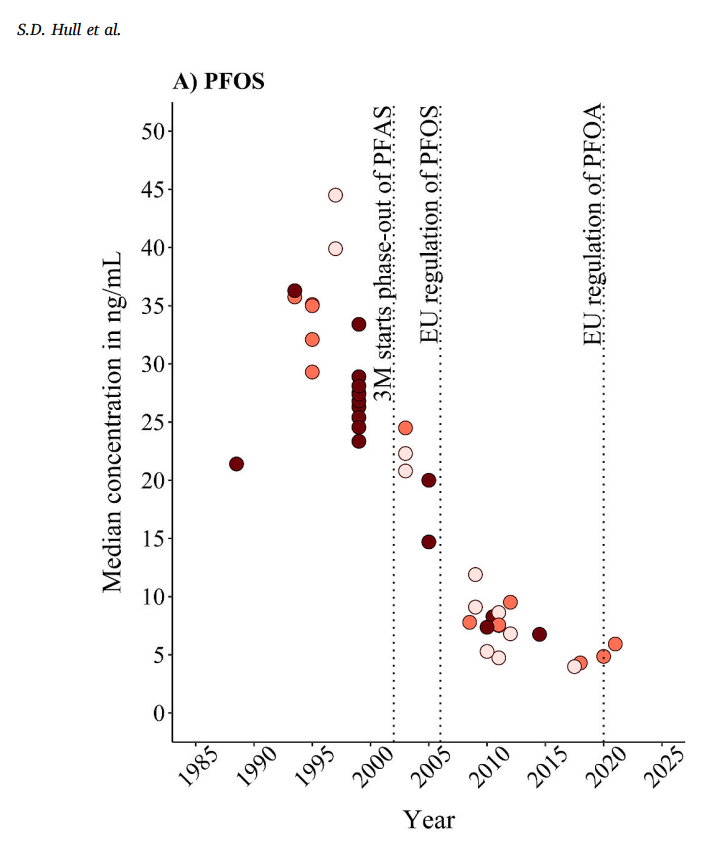 S.D. Hull et al.
A) PFOS
Median concentration in ng/mL
50
45
40
35
30
25
20
15
10
5
0
3M starts phase-out of PFAS
EU regulation of PFOS
EU regulation of PFOA
1985
1990
1995
2000
2005
2010
2015
2020
2025
Year